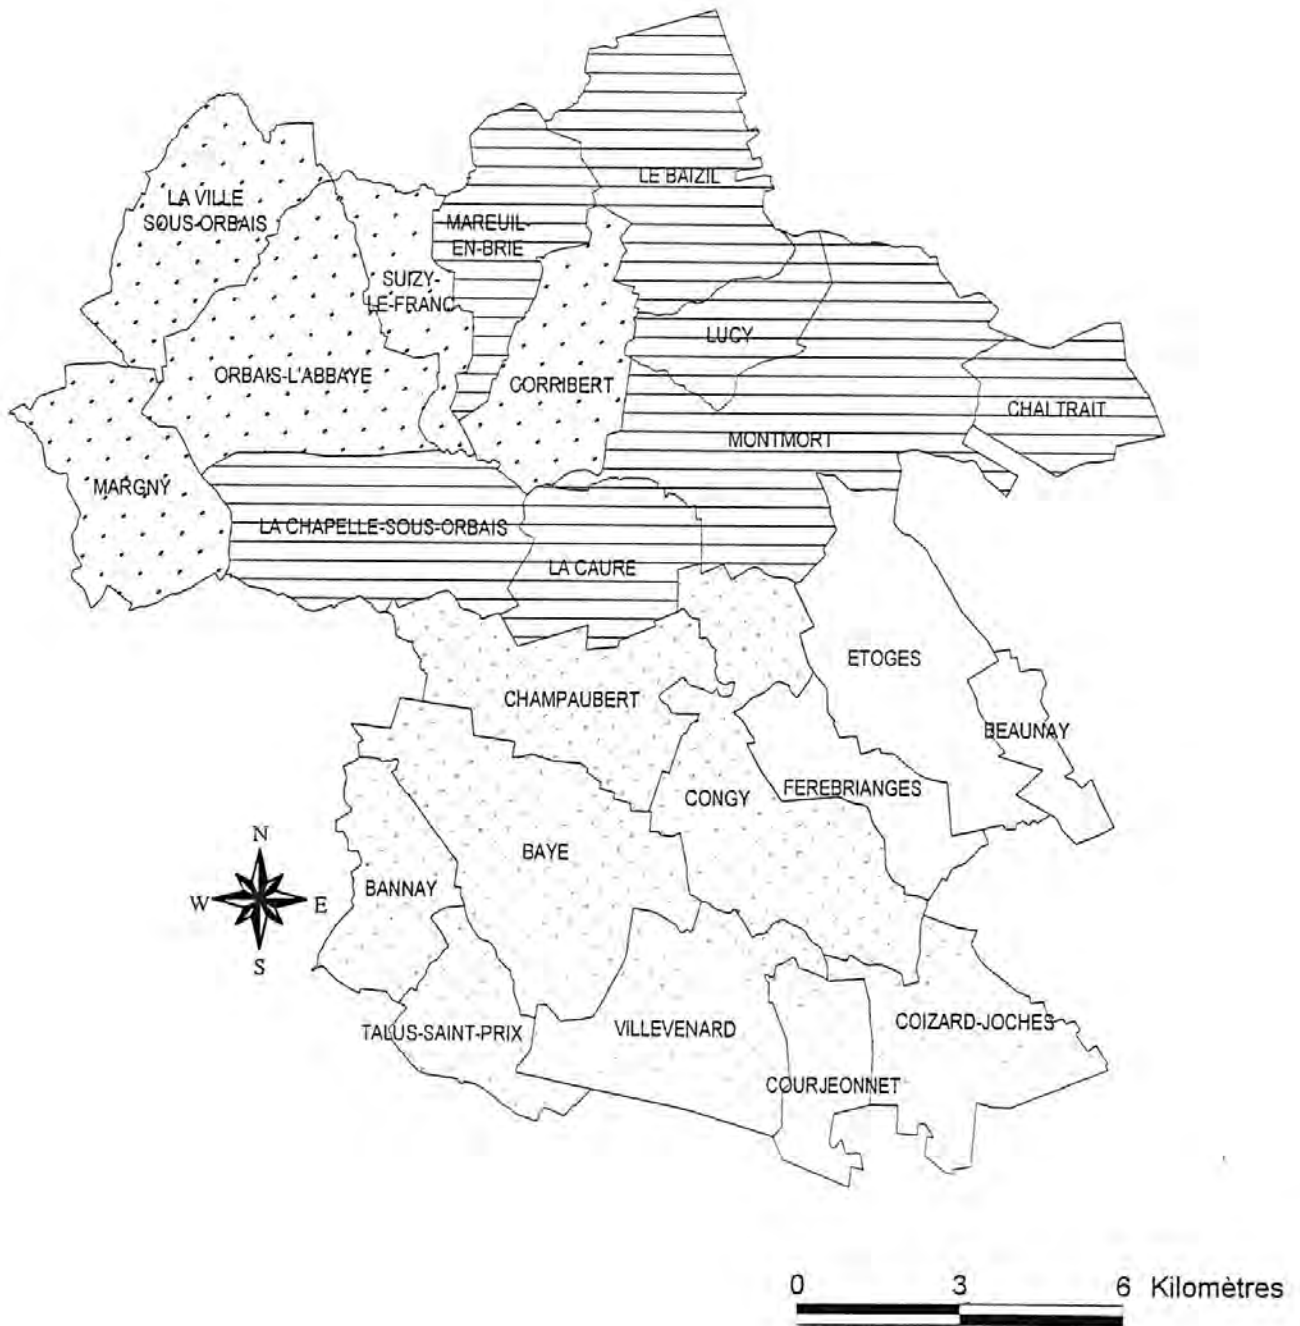 LE BAIZIL
LA VILLE
SOUS-ORBAIS
MAREUIL-
EN-BRIE
SUIZY-
LE-FRANC
LUCY
ORBAIS-L'ABBAYE
CORRIBERT
CHALTRAIT
MONTMORT
MARGNY
LA CHAPELLE-SOUS-ORBAIS
LA CAURE
ETOGES
CHAMPAUBERT
BEAUNAY
FEREBRIANGES
CONGY
BAYE
BANNAY
N
W
E
S
TALUS-SAINT-PRIX
VILLEVENARD
COIZARD-JOCHES
COURJEONNET
0 3 6 Kilomètres